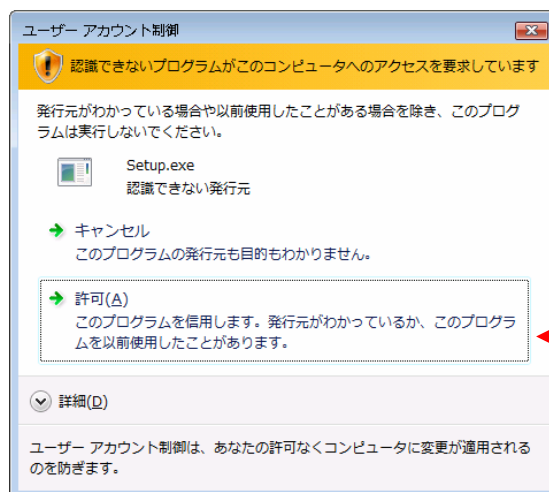 ユーザー アカウント制御
認識できないプログラムがこのコンピュータへのアクセスを要求しています
発行元がわかっている場合や以前使用したことがある場合を除き、このプログ
ラムは実行しないでください。
Setup.exe
認識できない発行元
キャンセル
このプログラムの発行元も目的もわかりません。
許可(A)
このプログラムを信用します。発行元がわかっているか、このプログラ
ムを以前使用したことがあります。
詳細(D)
ユーザー アカウント制御は、あなたの許可なくコンピュータに変更が適用される
のを防ぎます。